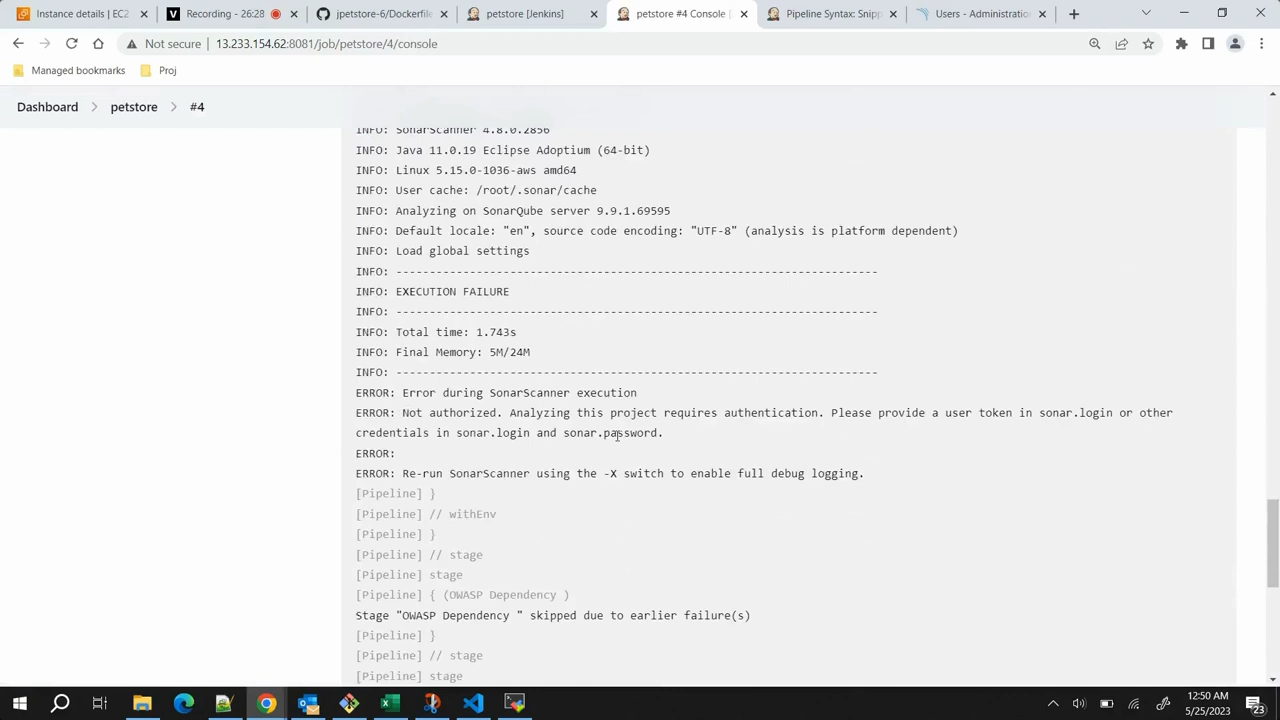 Instance details | EC2
Recording - 26:28
jpetstore-6/Dockerfile
petstore [Jenkins]
petstore #4 Console [
Pipeline Syntax: Snipp
Users - Administration
Not secure
13.233.154.62:8081/job/petstore/4/console
Managed bookmarks
Proj
Dashboard > petstore > #4
INFO: SonarScanner 4.8.0.2856
INFO: Java 11.0.19 Eclipse Adoptium (64-bit)
INFO: Linux 5.15.0-1036-aws amd64
INFO: User cache: /root/.sonar/cache
INFO: Analyzing on SonarQube server 9.9.1.69595
INFO: Default locale: "en", source code encoding: "UTF-8" (analysis is platform dependent)
INFO: Load global settings
INFO: ------------------------------------------------------------------------
INFO: EXECUTION FAILURE
INFO: ------------------------------------------------------------------------
INFO: Total time: 1.743s
INFO: Final Memory: 5M/24M
INFO: ------------------------------------------------------------------------
ERROR: Error during SonarScanner execution
ERROR: Not authorized. Analyzing this project requires authentication. Please provide a user token in sonar.login or other
credentials in sonar.login and sonar.password.
ERROR:
ERROR: Re-run SonarScanner using the -X switch to enable full debug logging.
[Pipeline] }
[Pipeline] // withEnv
[Pipeline] }
[Pipeline] // stage
[Pipeline] stage
[Pipeline] { (OWASP Dependency )
Stage "OWASP Dependency " skipped due to earlier failure(s)
[Pipeline] }
[Pipeline] // stage
[Pipeline] stage
12:50 AM
5/25/2023
23